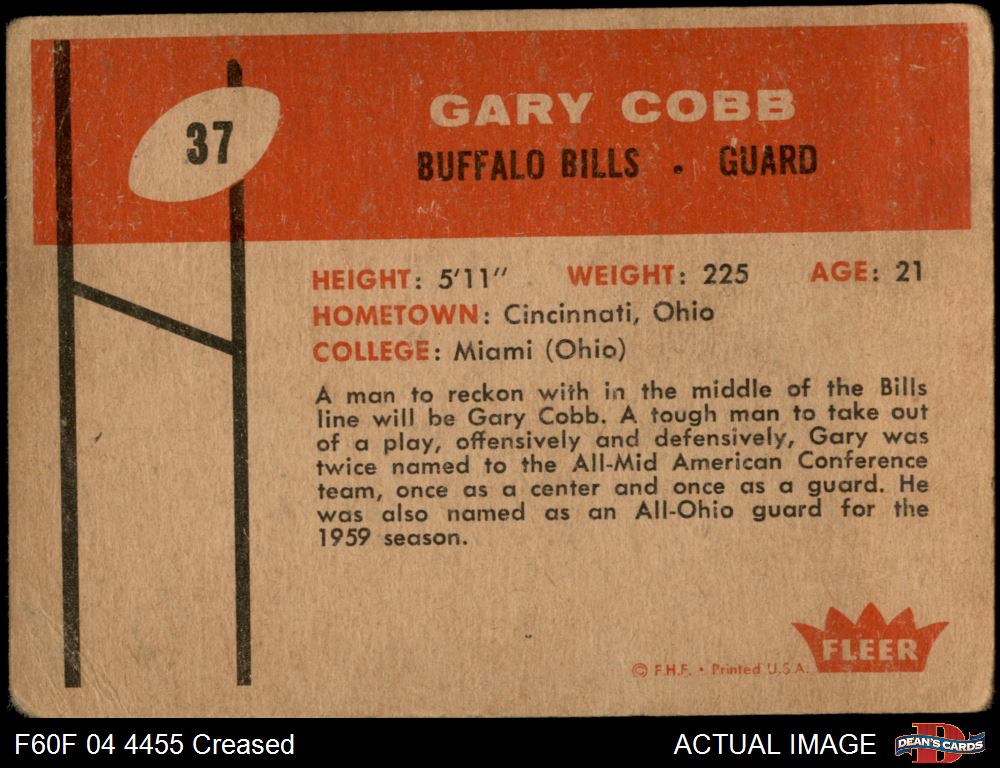 37
GARY COBB
BUFFALO BILLS . GUARD
HEIGHT: 5'11" WEIGHT: 225 AGE: 21
HOMETOWN: Cincinnati, Ohio
COLLEGE: Miami (Ohio)
A man to reckon with in the middle of the Bills
line will be Gary Cobb. A tough man to take out
of a play, offensively and defensively, Gary was
twice named to the All-Mid American Conference
team, once as a center and once as a guard. He
was also named as an All-Ohio guard for the
1959 season.
FLEER
© F.H.F. • Printed U.S.A.
F60F 04 4455 Creased
ACTUAL IMAGE
D
DEAN'S CARDS